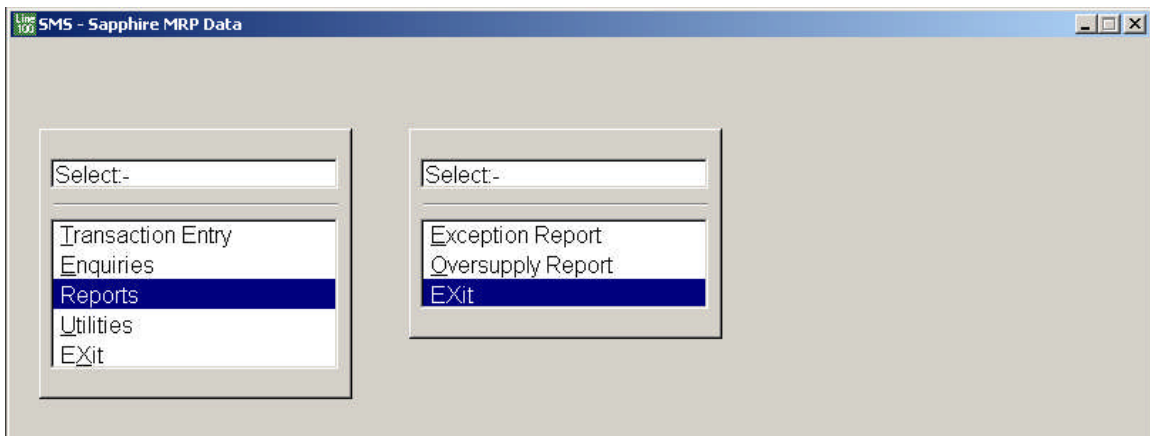 Line 100 SMS - Sapphire MRP Data
Select:-
Transaction Entry
Enquiries
Reports
Utilities
EXit
Select:-
Exception Report
Oversupply Report
EXit